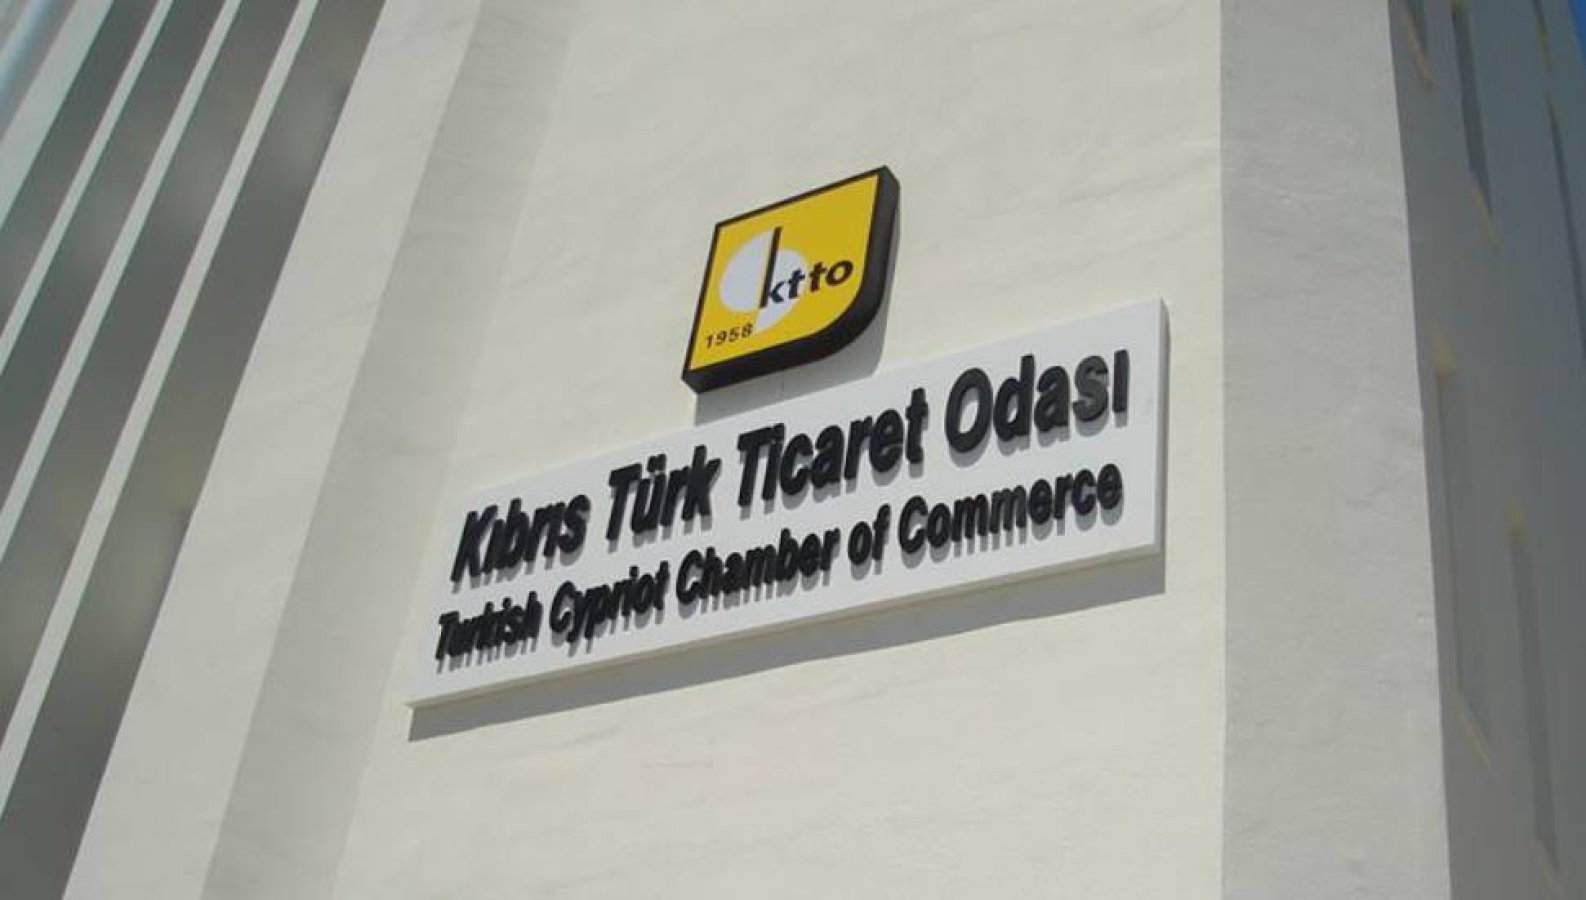 ktto
1958
Kıbrıs Türk Ticaret Odası
Turkish Cypriot Chamber of Commerce